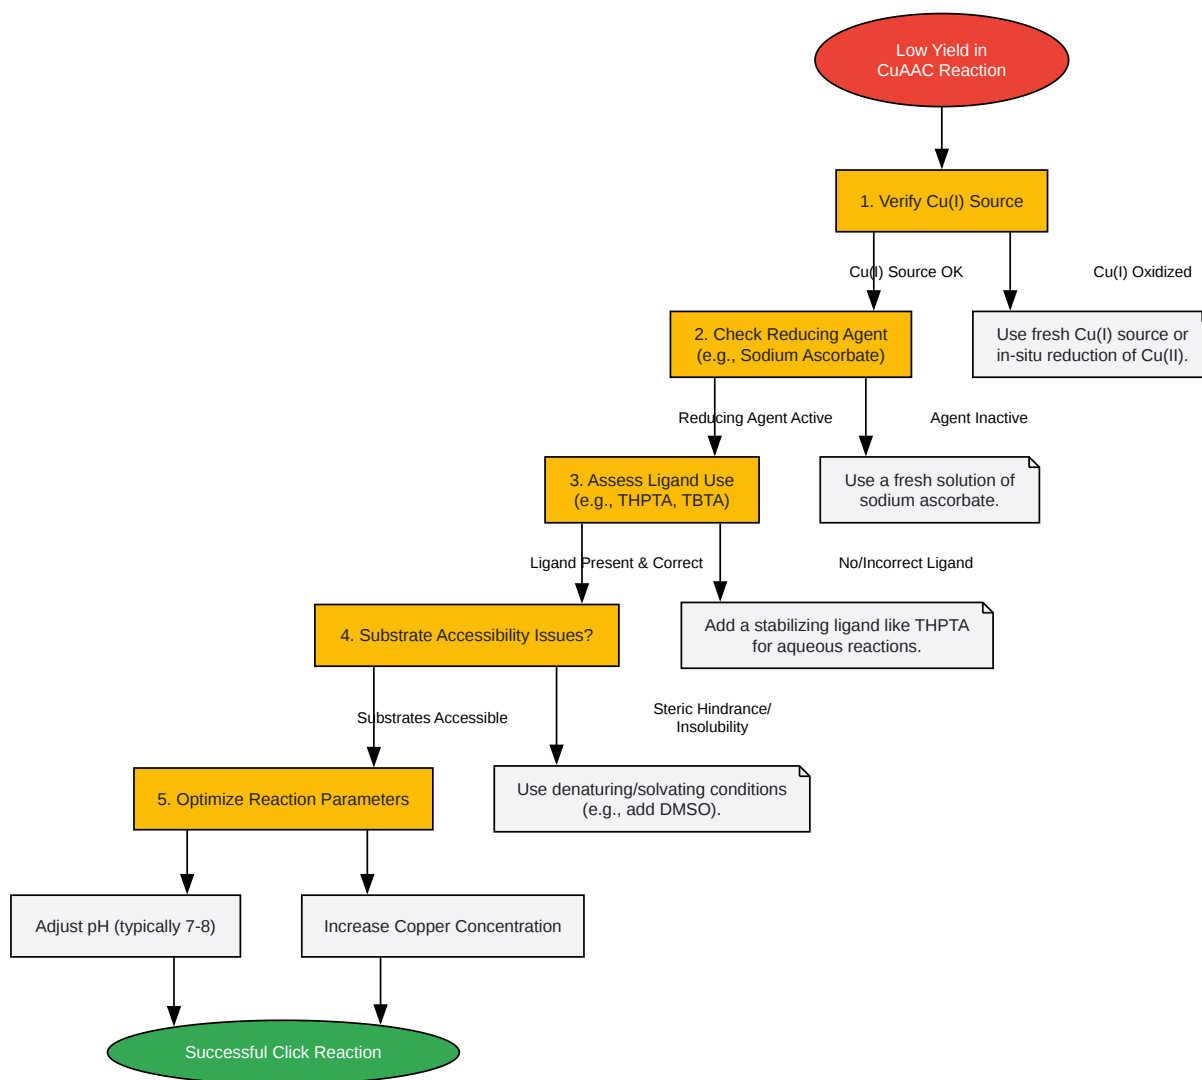 Low Yield in
CuAAC Reaction
1. Verify Cu(I) Source
Cu(I) Source OK
Cu(I) Oxidized
2. Check Reducing Agent
(e.g., Sodium Ascorbate)
Use fresh Cu(I) source or
in-situ reduction of Cu(II).
Reducing Agent Active
Agent Inactive
3. Assess Ligand Use
(e.g., THPTA, TBTA)
Use a fresh solution of
sodium ascorbate.
Ligand Present & Correct
No/Incorrect Ligand
4. Substrate Accessibility Issues?
Add a stabilizing ligand like THPTA
for aqueous reactions.
Substrates Accessible
Steric Hindrance/
Insolubility
5. Optimize Reaction Parameters
Use denaturing/solvating conditions
(e.g., add DMSO).
Adjust pH (typically 7-8)
Increase Copper Concentration
Successful Click Reaction